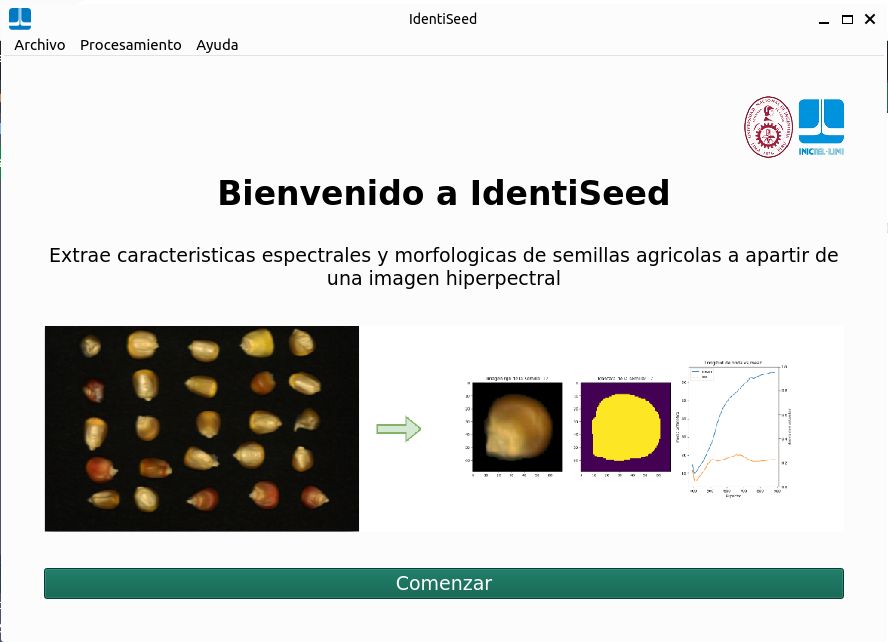 IdentiSeed
Archivo Procesamiento Ayuda
INICTEL-UNI
Bienvenido a IdentiSeed
Extrae caracteristicas espectrales y morfologicas de semillas agricolas a apartir de
una imagen hiperpectral
Comenzar